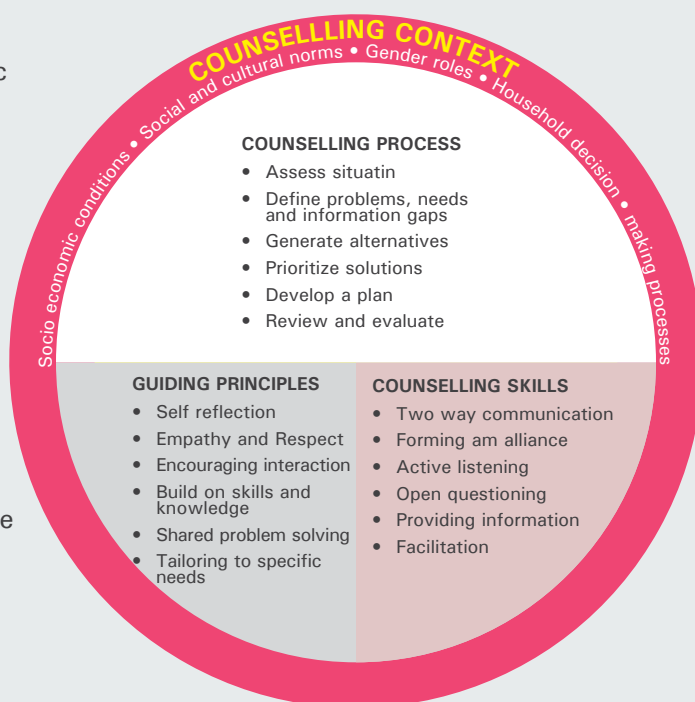 COUNSELLLING CONTEXT
Socio economic conditions • Social and cultural norms • Gender roles • Household decision • making processes
c
COUNSELLING PROCESS
• Assess situatin
• Define problems, needs
and information gaps
• Generate alternatives
• Prioritize solutions
• Develop a plan
• Review and evaluate
GUIDING PRINCIPLES
• Self reflection
• Empathy and Respect
• Encouraging interaction
• Build on skills and
knowledge
• Shared problem solving
• Tailoring to specific
needs
e
COUNSELLING SKILLS
• Two way communication
• Forming am alliance
• Active listening
• Open questioning
• Providing information
• Facilitation